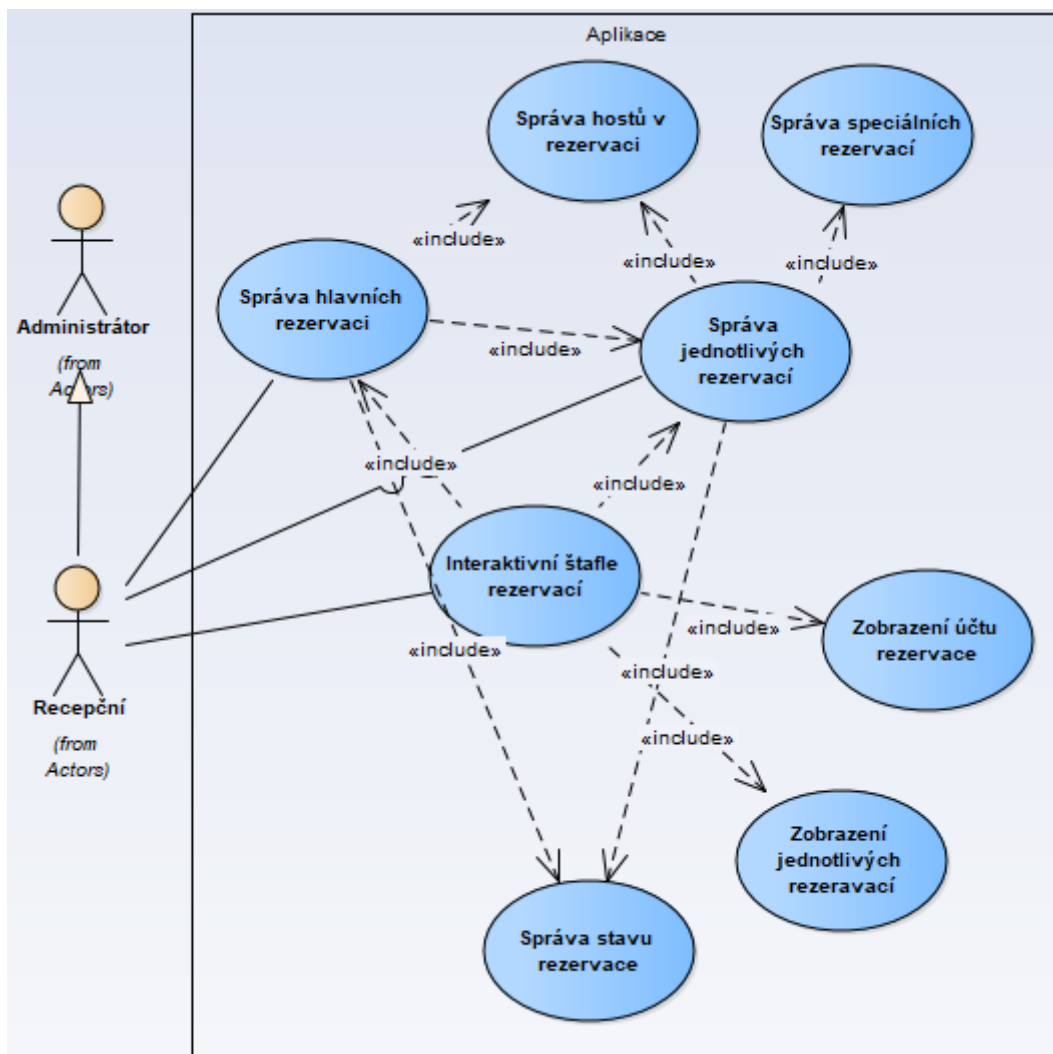 Aplikace
Správa hostů v
rezervaci
Správa speciálních
rezervací
«include»
«include»
«include»
Správa hlavních
rezervaci
Správa
jednotlivých
rezervací
«include»
Administrátor
(from
Actors)
«include»
«include»
Interaktivní štafle
rezervací
Zobrazení účtu
rezervace
«include»
«include»
«include»
«include»
Recepční
(from
Actors)
Zobrazení
jednotlivých
rezeravací
Správa stavu
rezervace